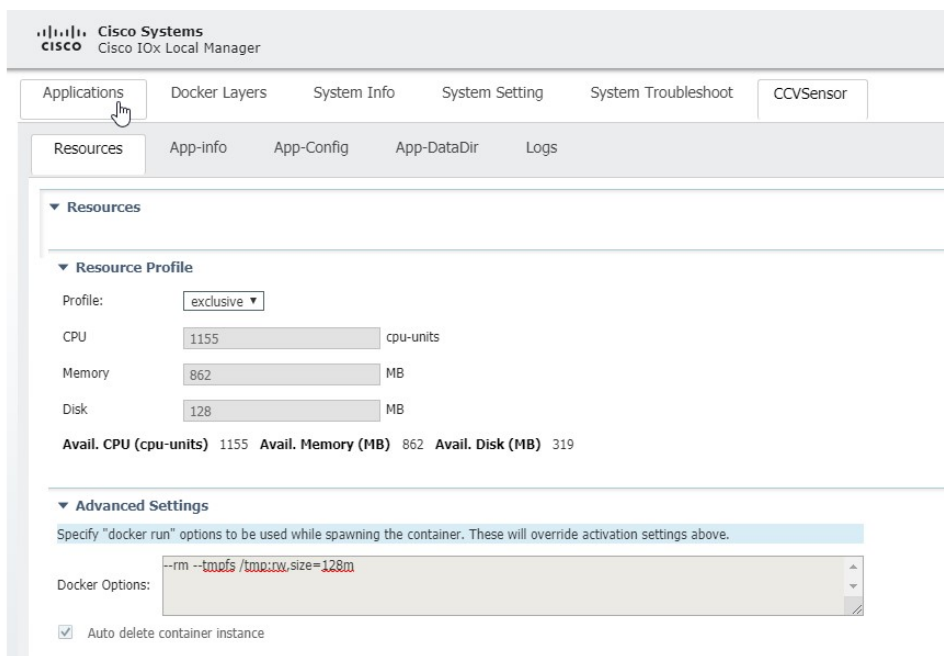 Cisco Systems
CISCO Cisco IOx Local Manager
Applications Docker Layers System Info System Setting System Troubleshoot CCVSensor
Resources App-info App-Config App-DataDir Logs
Resources
Resource Profile
Profile: exclusive
CPU 1155 cpu-units
Memory 862 MB
Disk 128 MB
Avail. CPU (cpu-units) 1155 Avail. Memory (MB) 862 Avail. Disk (MB) 319
Advanced Settings
Specify "docker run" options to be used while spawning the container. These will override activation settings above.
--rm --tmpfs /tmp:rw,size=128m
Docker Options:
Auto delete container instance